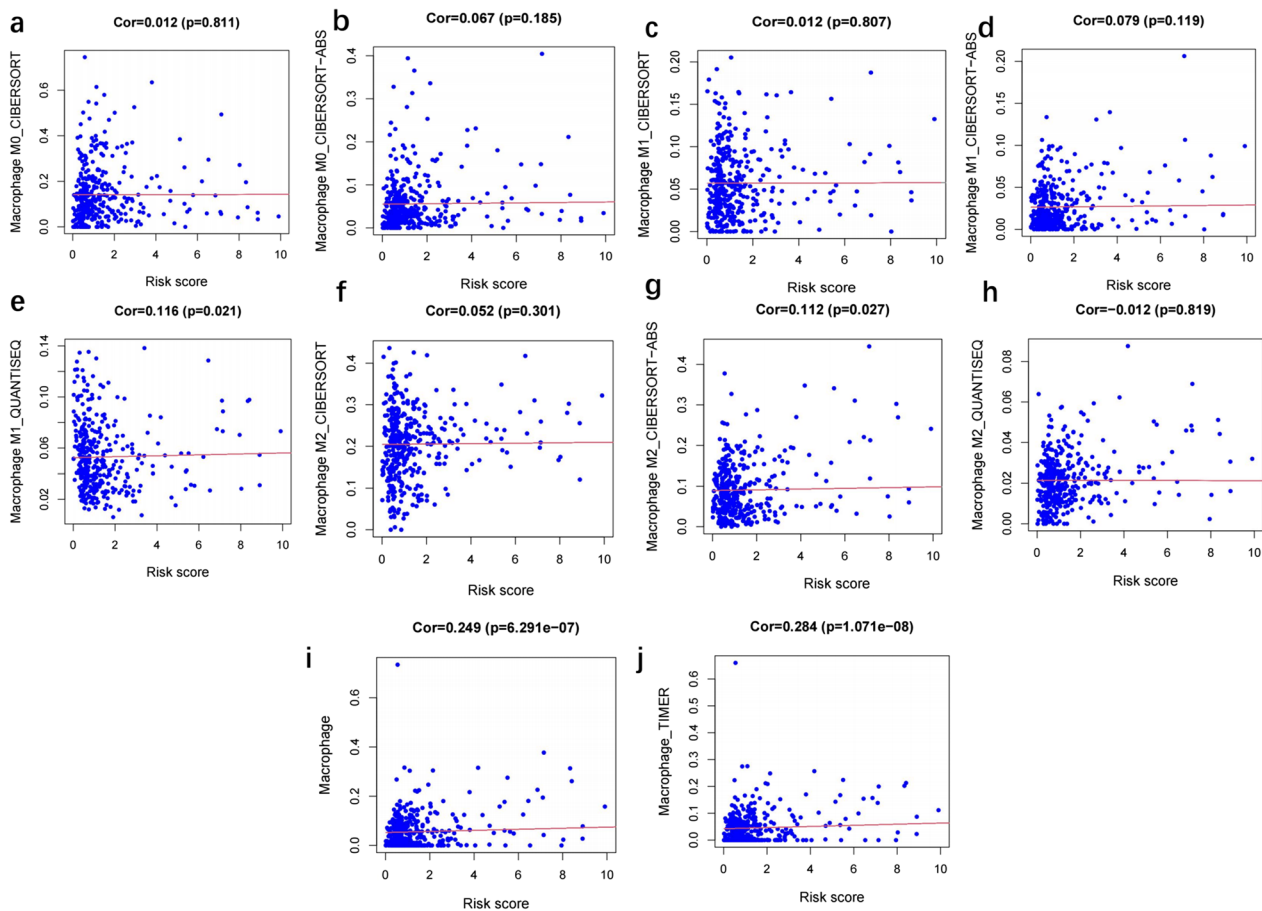 a
Cor=0.012 (p=0.811)
Macrophage M0_CIBERSORT
0.0 0.2 0.4 0.6
0 2 4 6 8 10
Risk score
b
Cor=0.067 (p=0.185)
Macrophage M0_CIBERSORT-ABS
0.0 0.1 0.2 0.3 0.4
0 2 4 6 8 10
Risk score
c
Cor=0.012 (p=0.807)
Macrophage M1_CIBERSORT
0.00 0.05 0.10 0.15 0.20
0 2 4 6 8 10
Risk score
d
Cor=0.079 (p=0.119)
Macrophage M1_CIBERSORT-ABS
0.00 0.05 0.10 0.15 0.20
0 2 4 6 8 10
Risk score
e
Cor=0.116 (p=0.021)
Macrophage M1_QUANTISEQ
0.02 0.06 0.10 0.14
0 2 4 6 8 10
Risk score
f
Cor=0.052 (p=0.301)
Macrophage M2_CIBERSORT
0.0 0.1 0.2 0.3 0.4
0 2 4 6 8 10
Risk score
g
Cor=0.112 (p=0.027)
Macrophage M2_CIBERSORT-ABS
0.0 0.1 0.2 0.3 0.4
0 2 4 6 8 10
Risk score
h
Cor=−0.012 (p=0.819)
Macrophage M2_QUANTISEQ
0.00 0.02 0.04 0.06 0.08
0 2 4 6 8 10
Risk score
i
Cor=0.249 (p=6.291e−07)
Macrophage
0.0 0.2 0.4 0.6
0 2 4 6 8 10
Risk score
j
Cor=0.284 (p=1.071e−08)
Macrophage_TIMER
0.0 0.1 0.2 0.3 0.4 0.5 0.6
0 2 4 6 8 10
Risk score